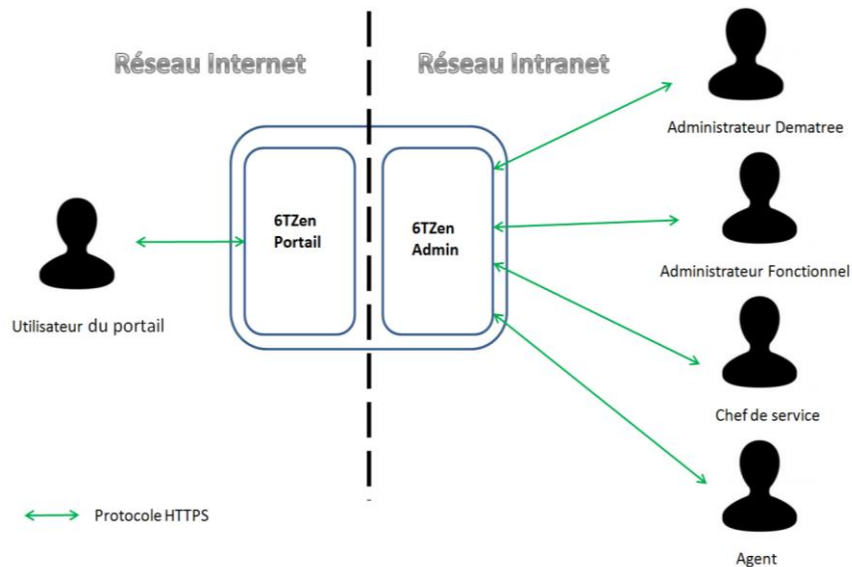 Réseau Internet
Réseau Intranet
Administrateur Dematree
6TZen
Portail
6TZen
Admin
Administrateur Fonctionnel
Utilisateur du portail
Chef de service
Protocole HTTPS
Agent